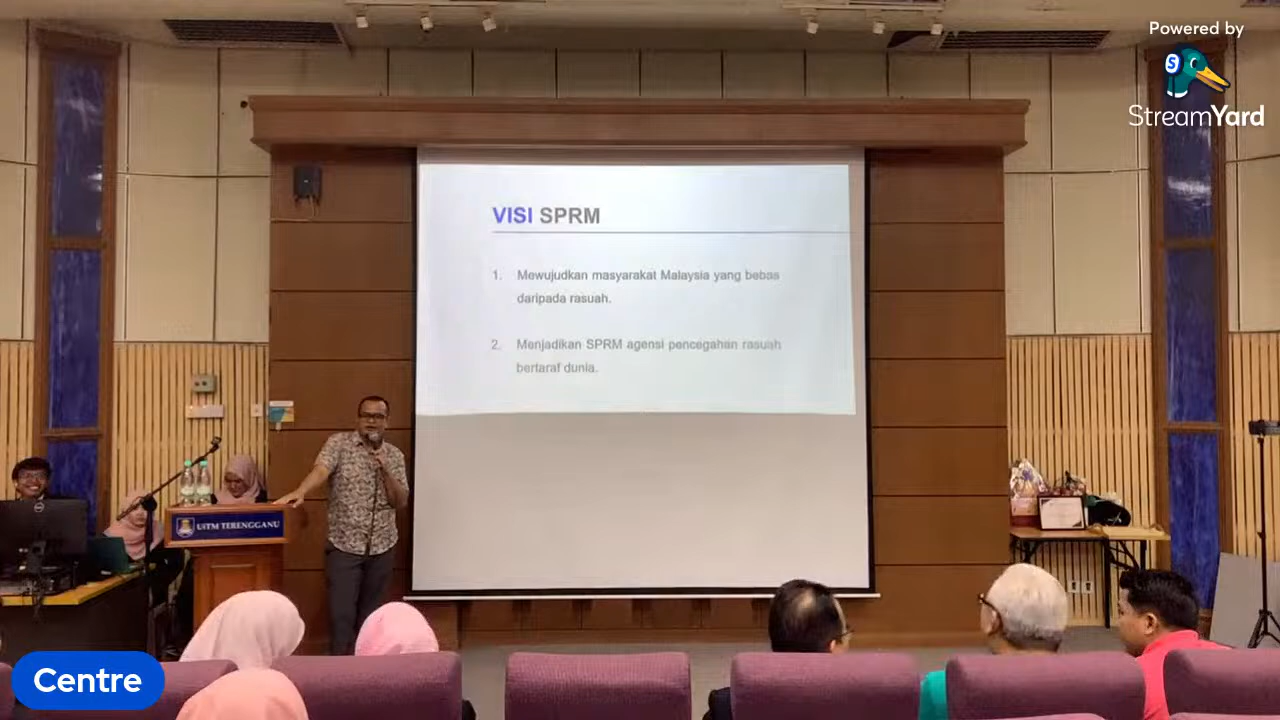 Powered by
S
StreamYard
VISI SPRM
1. Mewujudkan masyarakat Malaysia yang bebas
daripada rasuah.
2. Menjadikan SPRM agensi pencegahan rasuah
bertaraf dunia.
UiTM TERENGGANU
Centre